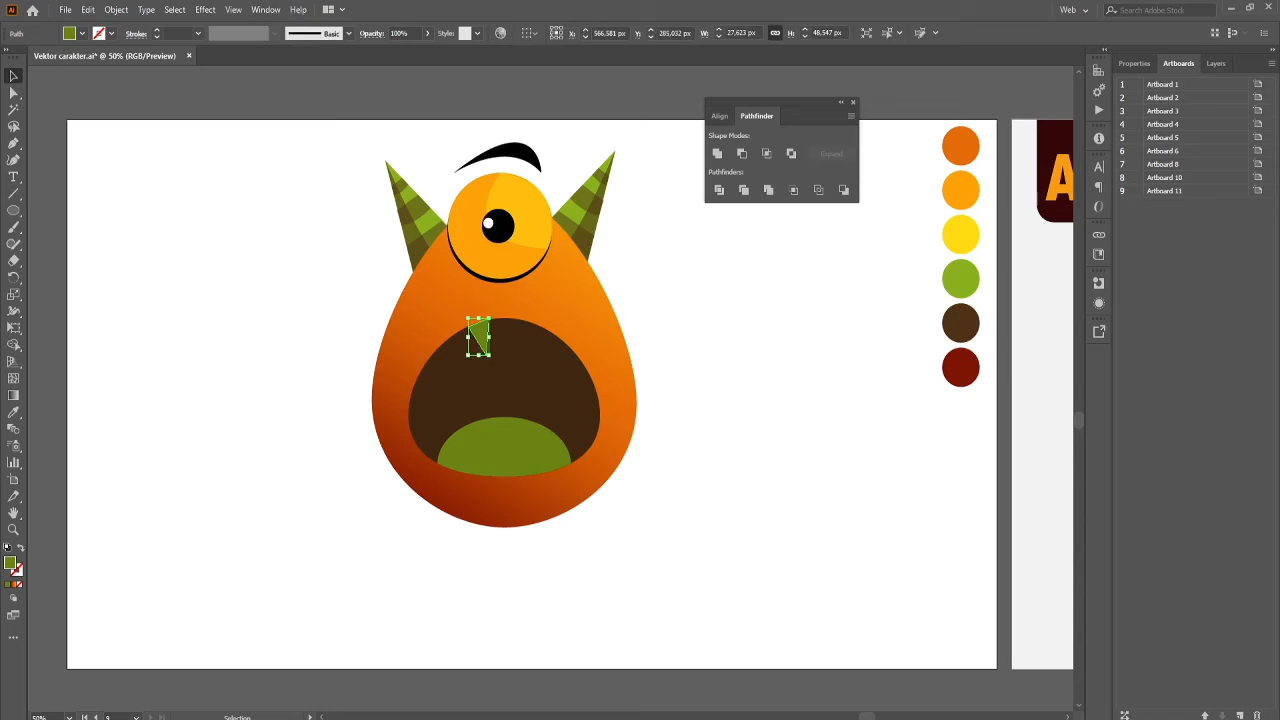 Ai File Edit Object Type Select Effect View Window Help Web Search Adobe Stock
Path Stroke: Basic Opacity: 100% Style: X: 566,581 px Y: 285,032 px W: 27,623 px H: 48,547 px
Vektor carakter.ai* @ 50% (RGB/Preview) ×
Properties Artboards Layers
1 Artboard 1
2 Artboard 2
3 Artboard 3
4 Artboard 4
5 Artboard 5
6 Artboard 6
7 Artboard 8
8 Artboard 10
9 Artboard 11
Align Pathfinder
Shape Modes:
Expand
Pathfinders:
A
50% 9 Selection